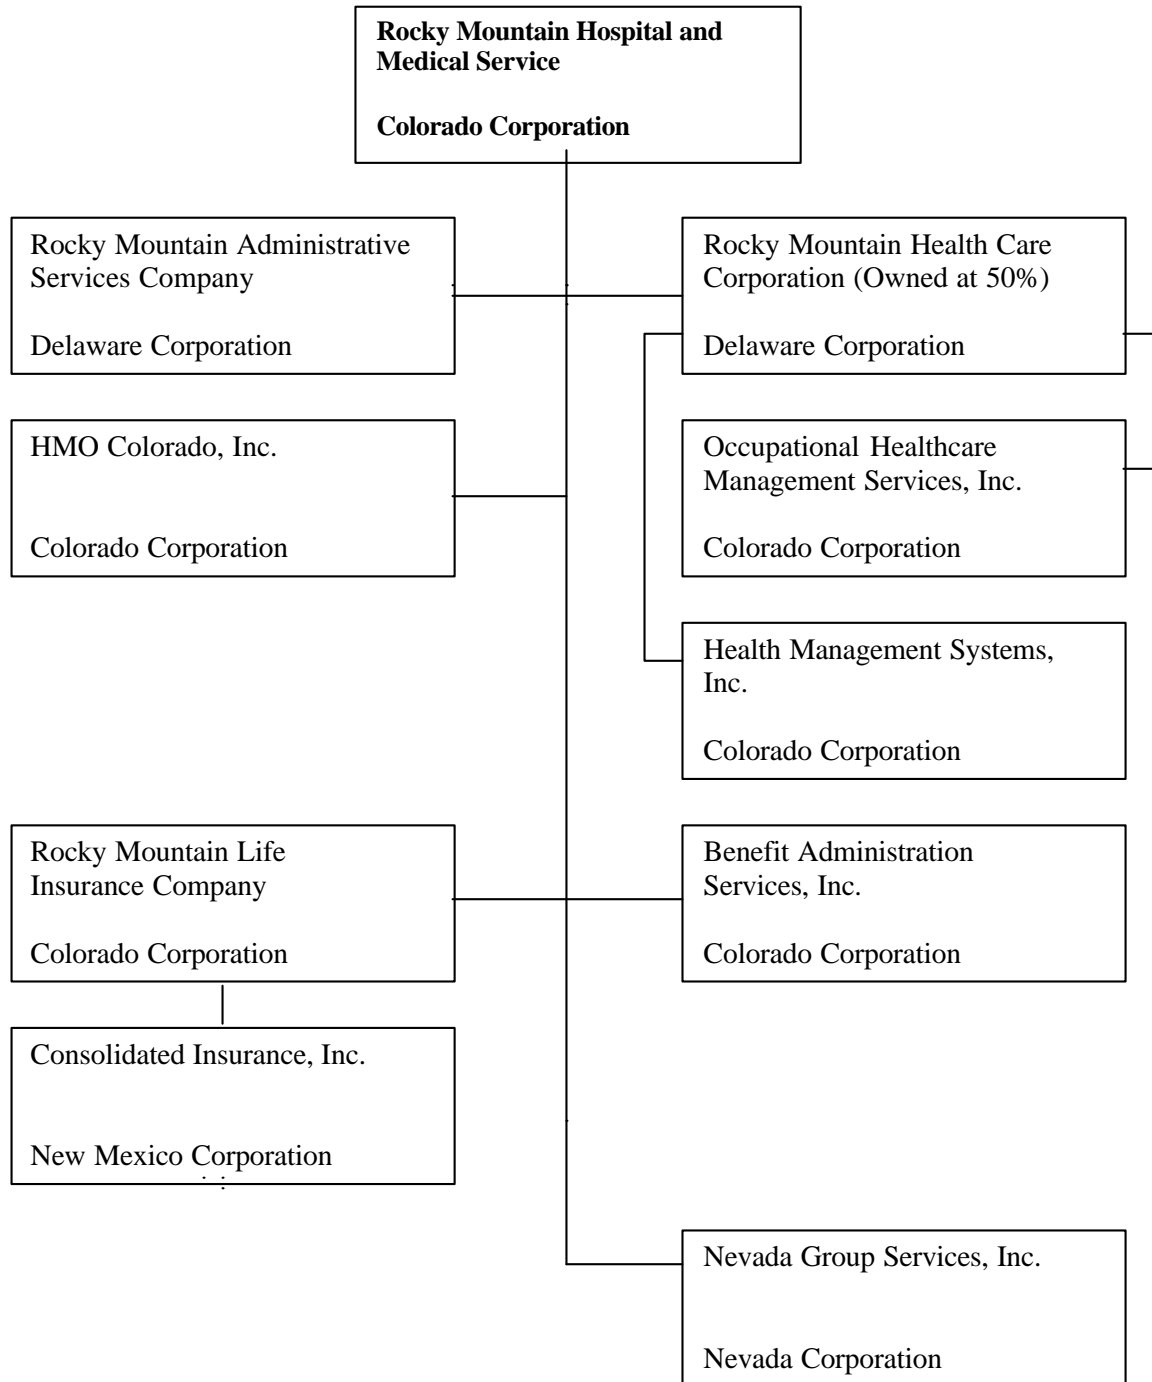 Rocky Mountain Hospital and
Medical Service
Colorado Corporation
Rocky Mountain Administrative
Services Company
Delaware Corporation
Rocky Mountain Health Care
Corporation (Owned at 50%)
Delaware Corporation
HMO Colorado, Inc.
Colorado Corporation
Occupational Healthcare
Management Services, Inc.
Colorado Corporation
Health Management Systems,
Inc.
Colorado Corporation
Rocky Mountain Life
Insurance Company
Colorado Corporation
Benefit Administration
Services, Inc.
Colorado Corporation
Consolidated Insurance, Inc.
New Mexico Corporation
Nevada Group Services, Inc.
Nevada Corporation